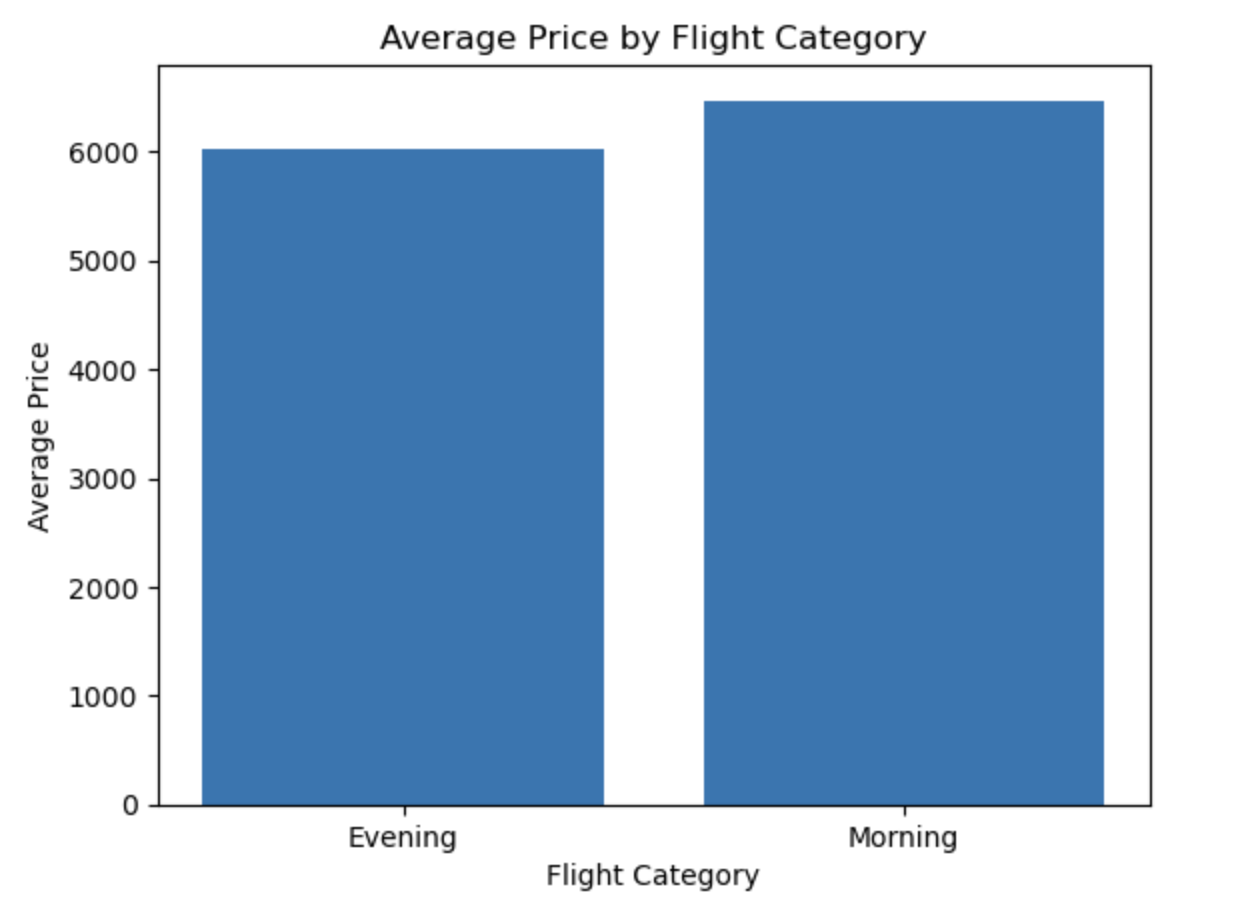 Average Price by Flight Category
6000
5000
4000
3000
2000
1000
0
Average Price
Evening
Morning
Flight Category